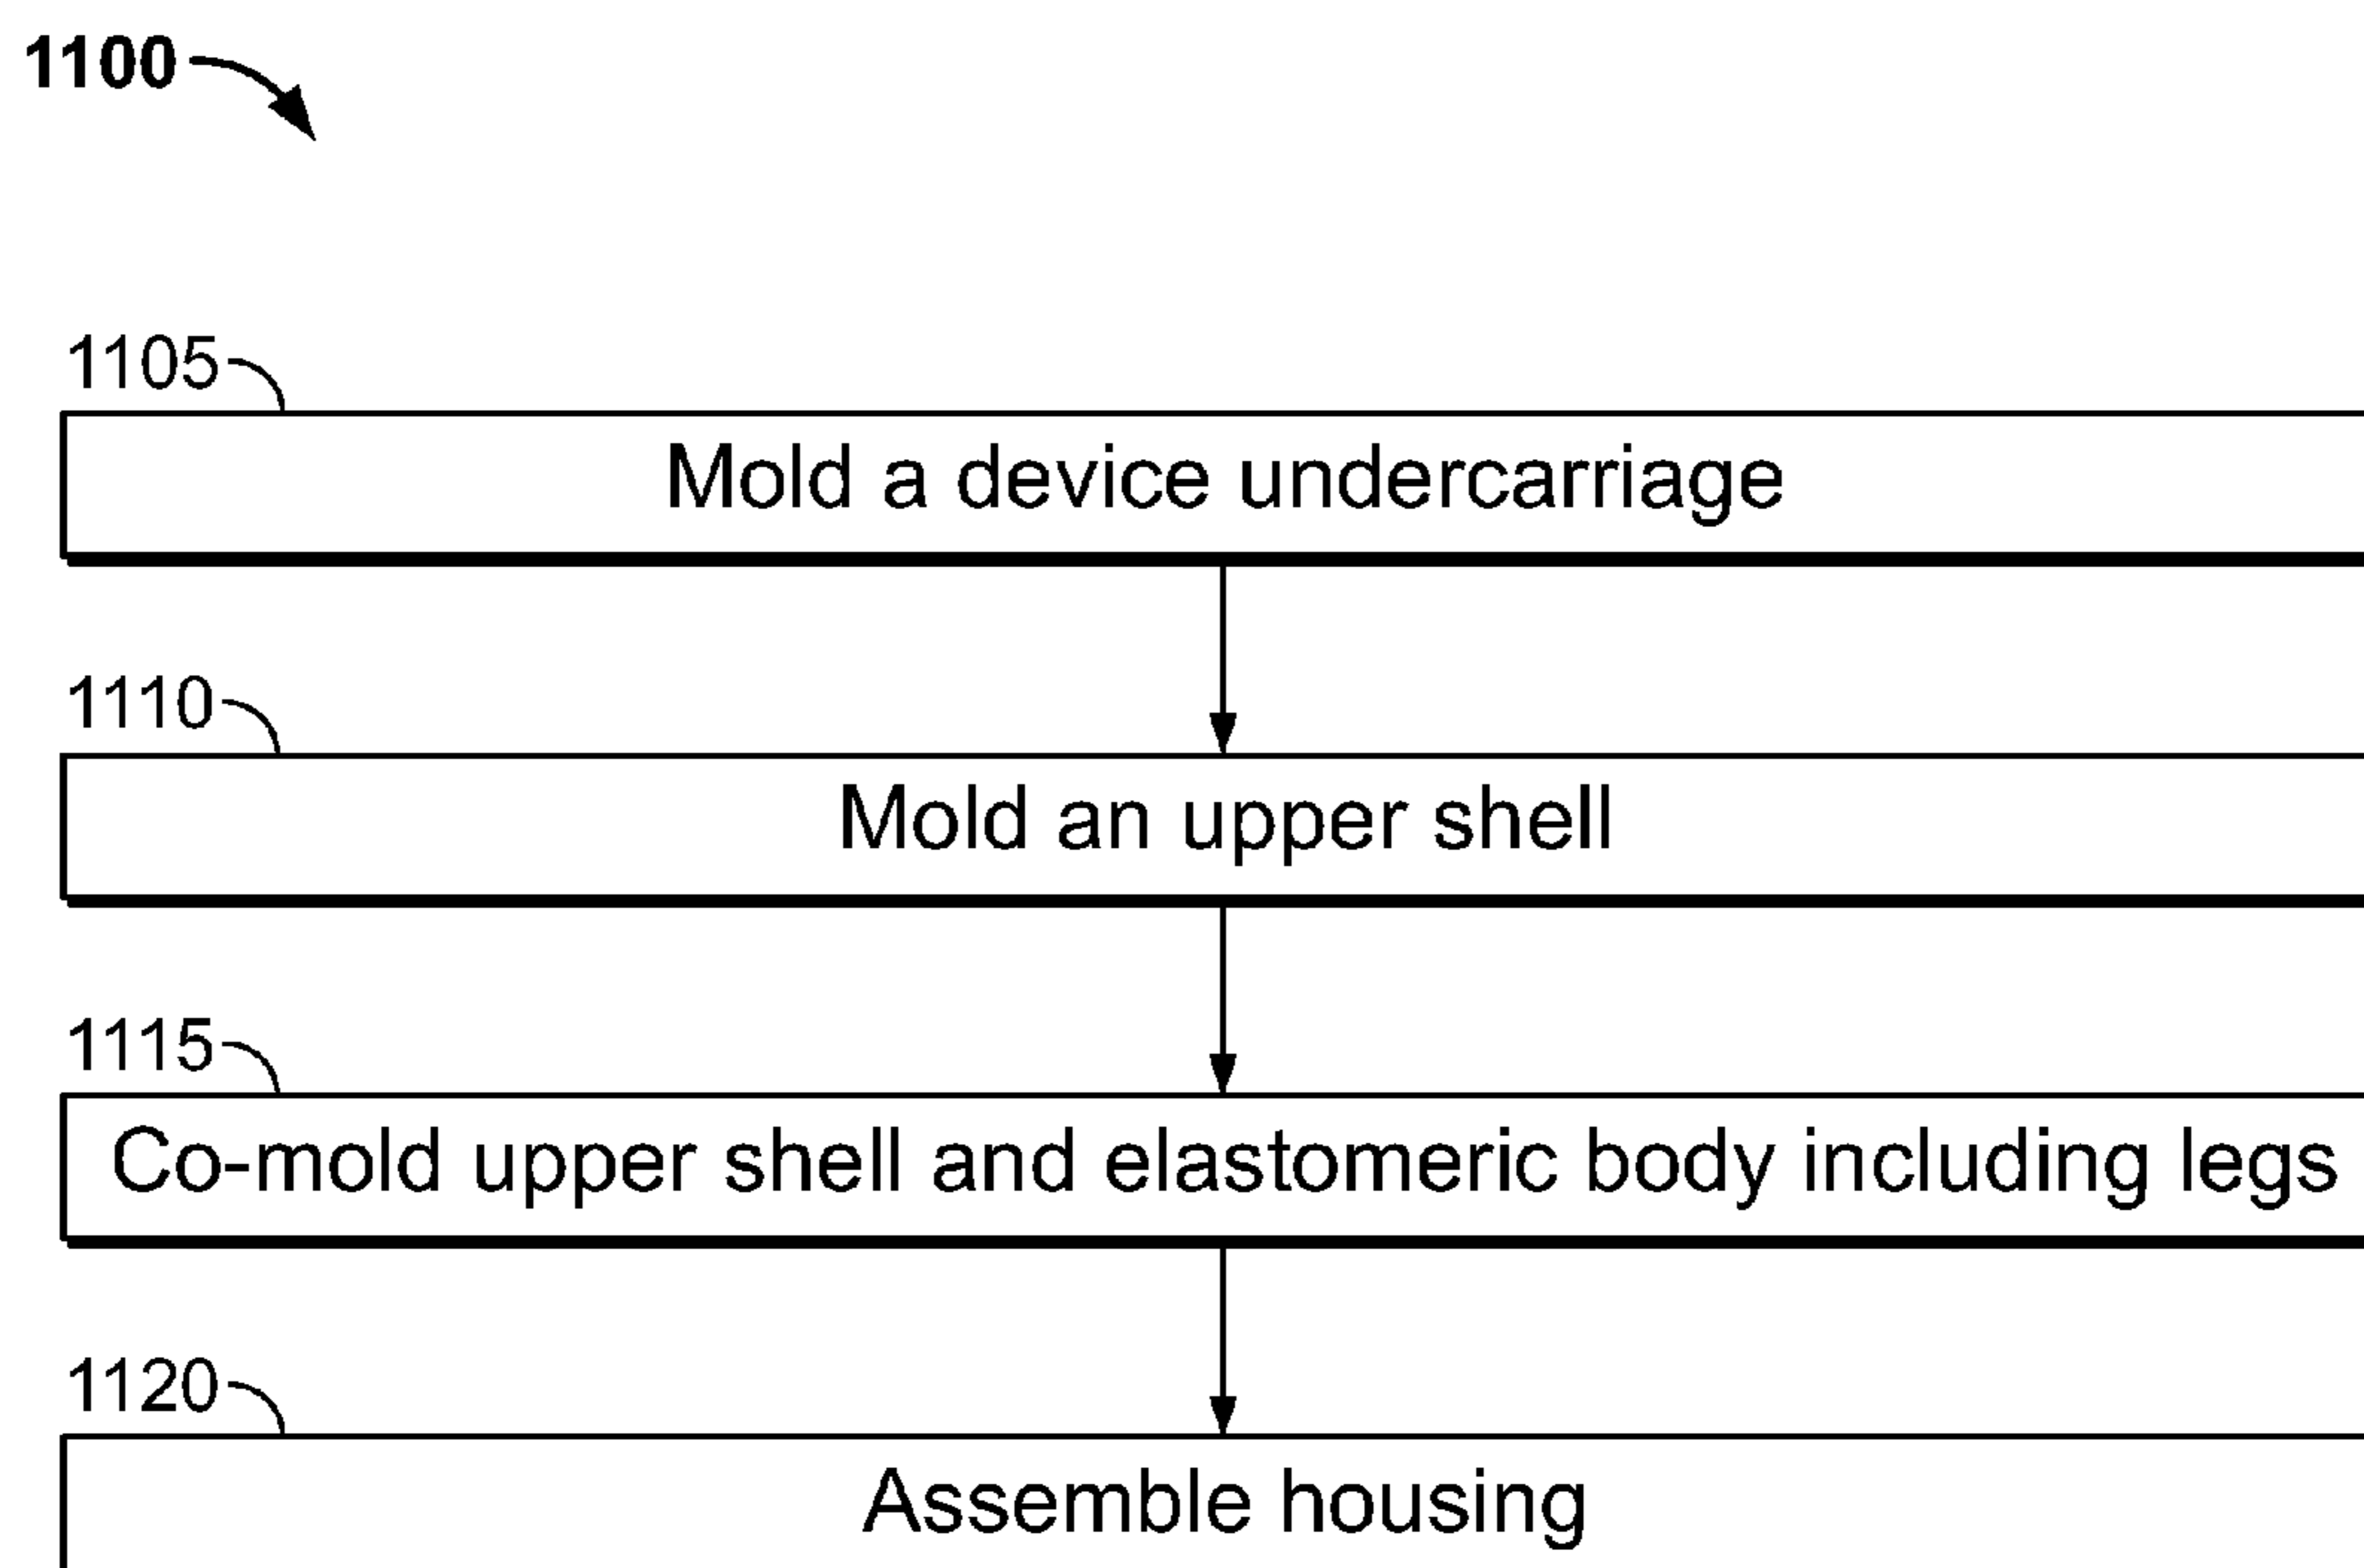 1100
1105
Mold a device undercarriage
1110
Mold an upper shell
1115
Co-mold upper shell and elastomeric body including legs
1120
Assemble housing